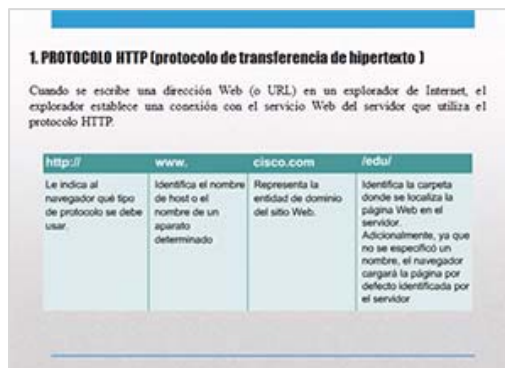 1. PROTOCOLO HTTP (protocolo de transferencia de hipertexto )
Cuando se escribe una dirección Web (o URL) en un explorador de Internet, el
explorador establece una conexión con el servicio Web del servidor que utiliza el
protocolo HTTP.
http://
Le indica al
navegador qué tipo
de protocolo se debe
usar.
www.
Identifica el nombre
de host o el
nombre de un
aparato
determinado
cisco.com
Representa la
entidad de dominio
del sitio Web.
/edu/
Identifica la carpeta
donde se localiza la
página Web en el
servidor.
Adicionalmente, ya que
no se especificó un
nombre, el navegador
cargará la página por
defecto identificada por
el servidor